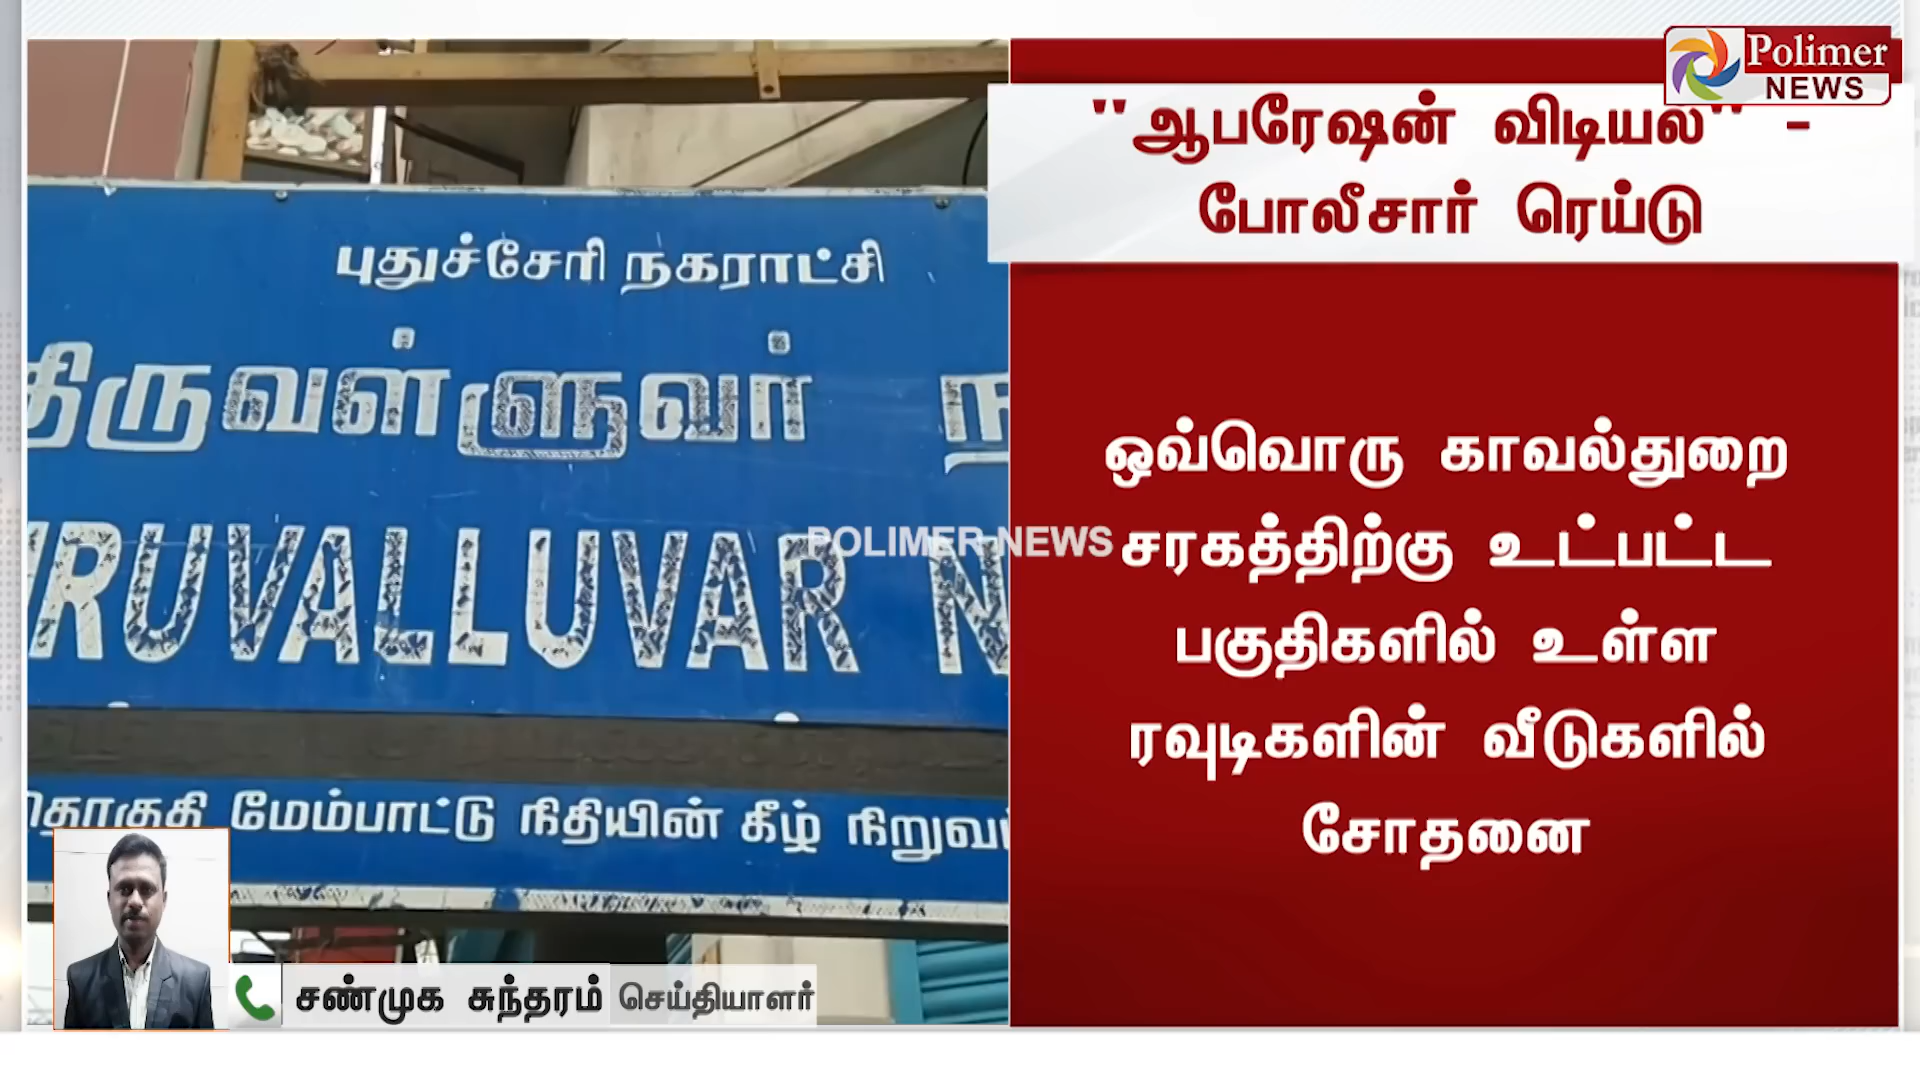 Polimer
NEWS
"ஆபரேஷன் விடியல்" -
போலீசார் ரெய்டு
புதுச்சேரி நகராட்சி
திருவள்ளுவர் ந
RUVALLUVAR N
மேம்பாட்டு நிதியின் கீழ்
ஒவ்வொரு காவல்துறை
சரகத்திற்கு உட்பட்ட
பகுதிகளில் உள்ள
ரவுடிகளின் வீடுகளில்
சோதனை
POLIMER NEWS
சண்முக சுந்தரம் செய்தியாளர்